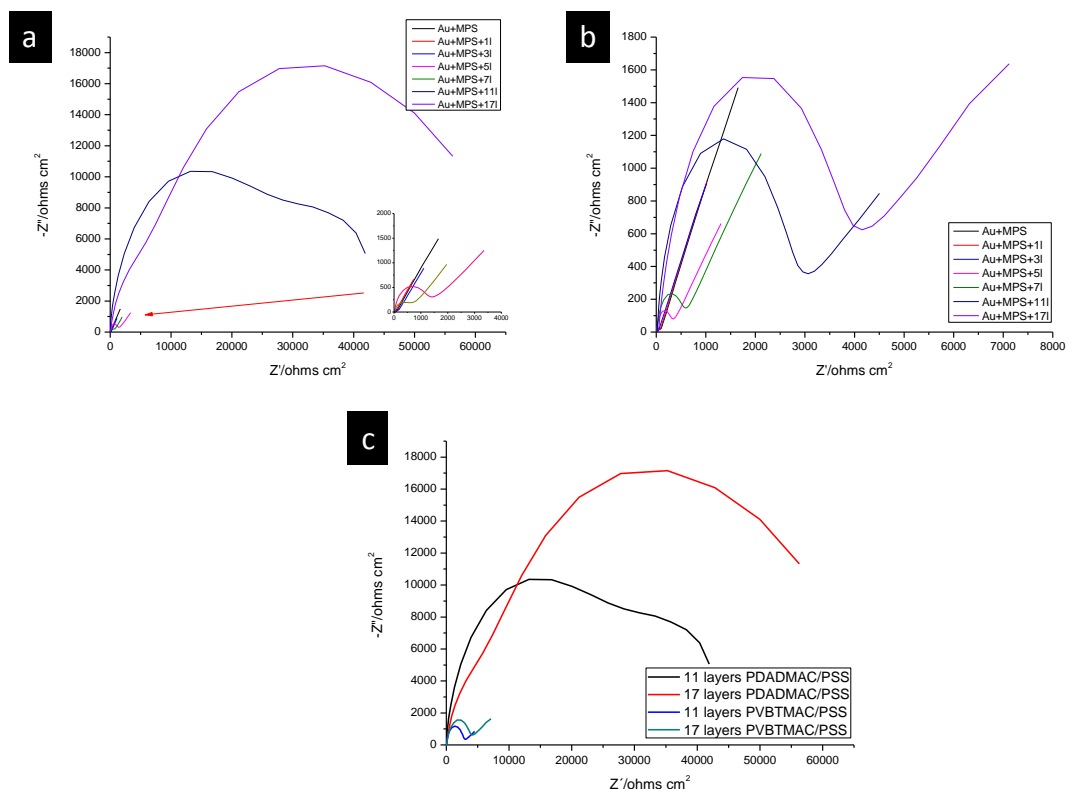 a
18000
16000
14000
12000
10000
8000
6000
4000
2000
0
-Z"/ohms cm²
0
10000
20000
30000
40000
50000
60000
Z'/ohms cm²
Au+MPS
Au+MPS+1l
Au+MPS+3l
Au+MPS+5l
Au+MPS+7l
Au+MPS+11l
Au+MPS+17l
2000
1500
1000
500
0
0
1000
2000
3000
4000
b
1800
1600
1400
1200
1000
800
600
400
200
0
-Z"/ohms cm²
0
1000
2000
3000
4000
5000
6000
7000
8000
Z'/ohms cm²
Au+MPS
Au+MPS+1l
Au+MPS+3l
Au+MPS+5l
Au+MPS+7l
Au+MPS+11l
Au+MPS+17l
c
18000
16000
14000
12000
10000
8000
6000
4000
2000
0
-Z"/ohms cm²
0
10000
20000
30000
40000
50000
60000
Z´/ohms cm²
11 layers PDADMAC/PSS
17 layers PDADMAC/PSS
11 layers PVBTMAC/PSS
17 layers PVBTMAC/PSS